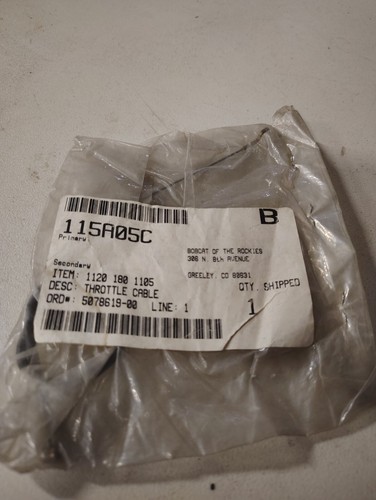 115A05C
B
Primary
BOBCAT OF THE ROCKIES
306 N. 8th AVENUE
Secondary
GREELEY, CO 80631
ITEM: 1120 180 1105
QTY. SHIPPED
DESC: THROTTLE CABLE
ORD#: 5078619-00 LINE: 1
1